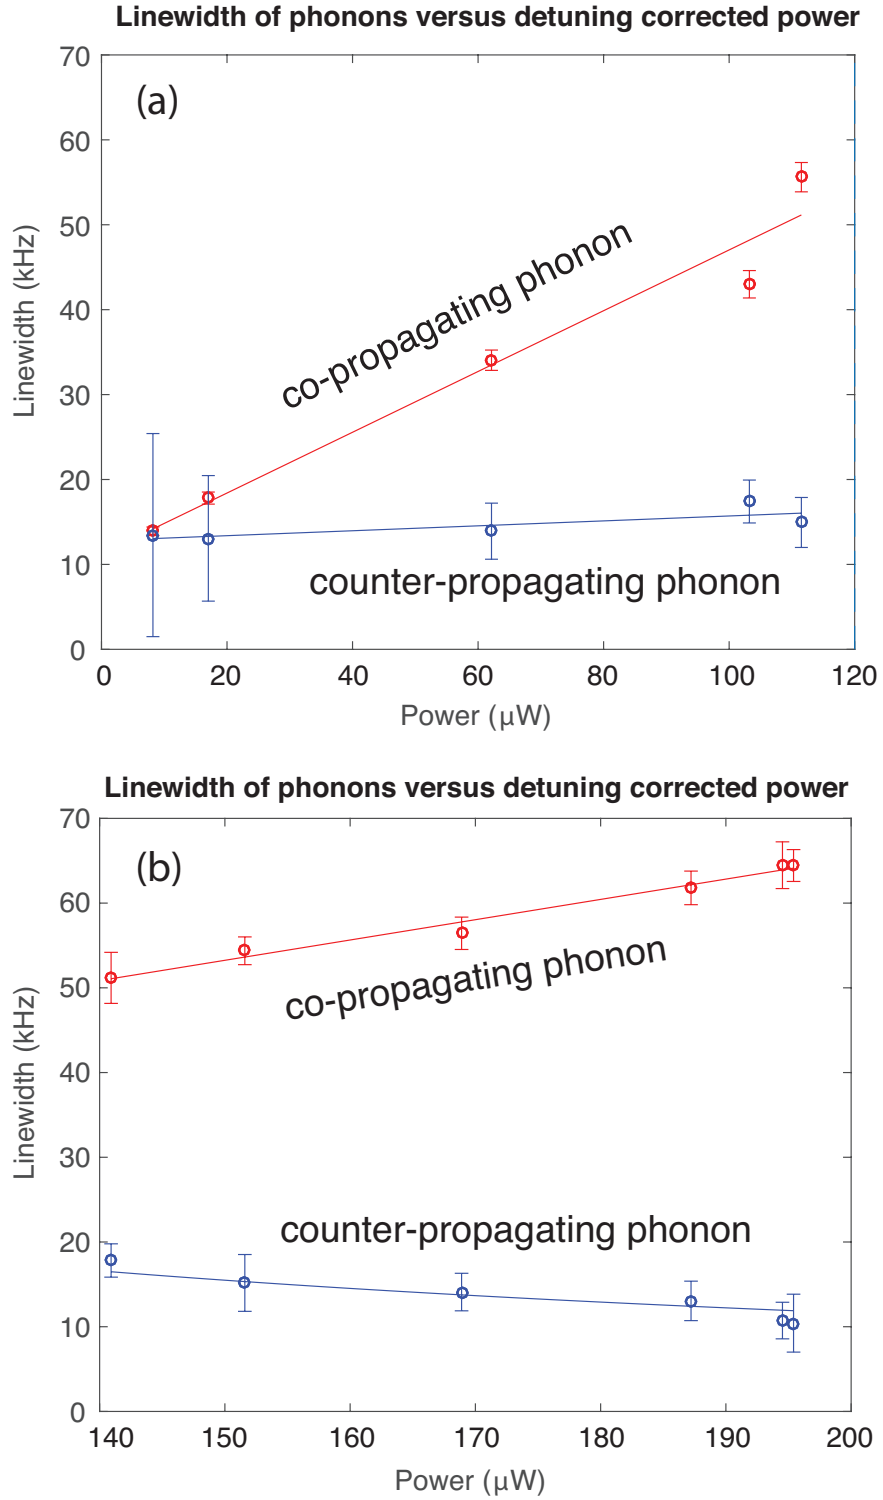 Linewidth of phonons versus detuning corrected power
(a)
70
60
50
40
30
20
10
0
Linewidth (kHz)
co-propagating phonon
counter-propagating phonon
0 20 40 60 80 100 120
Power (μW)
Linewidth of phonons versus detuning corrected power
(b)
70
60
50
40
30
20
10
0
Linewidth (kHz)
co-propagating phonon
counter-propagating phonon
140 150 160 170 180 190 200
Power (μW)